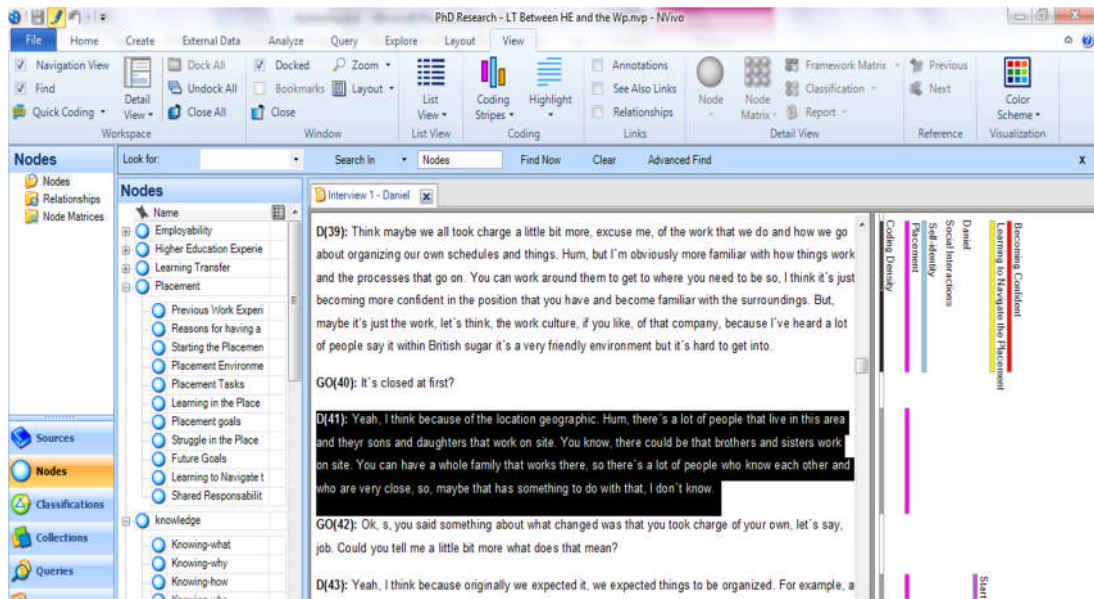 PhD Research - LT Between HE and the Wp.nvp - NVivo
File Home Create External Data Analyze Query Explore Layout View
Navigation View
Find
Quick Coding
Detail View
Workspace
Dock All
Undock All
Close All
Docked
Bookmarks
Close
Zoom
Layout
Window
List View
List View
Coding Stripes
Highlight
Coding
Annotations
See Also Links
Relationships
Links
Node
Node Matrix
Framework Matrix
Classification
Report
Detail View
Previous
Next
Reference
Color Scheme
Visualization
Nodes
Look for: Search In Nodes Find Now Clear Advanced Find X
Nodes
Relationships
Node Matrices
Sources
Nodes
Classifications
Collections
Queries
Nodes
Name
Employability
Higher Education Experie
Learning Transfer
Placement
Previous Work Experi
Reasons for having a
Starting the Placemen
Placement Environme
Placement Tasks
Learning in the Place
Placement goals
Struggle in the Place
Future Goals
Learning to Navigate t
Shared Responsabilit
knowledge
Knowing-what
Knowing-why
Knowing-how
Interview 1 - Daniel
D(39): Think maybe we all took charge a little bit more, excuse me, of the work that we do and how we go
about organizing our own schedules and things. Hum, but I´m obviously more familiar with how things work
and the processes that go on. You can work around them to get to where you need to be so, I think it´s just
becoming more confident in the position that you have and become familiar with the surroundings. But,
maybe it´s just the work, let´s think, the work culture, if you like, of that company, because I´ve heard a lot
of people say it within British sugar it´s a very friendly environment but it´s hard to get into.
GO(40): It´s closed at first?
D(41): Yeah, I think because of the location geographic. Hum, there´s a lot of people that live in this area
and theyr sons and daughters that work on site. You know, there could be that brothers and sisters work
on site. You can have a whole family that works there, so there´s a lot of people who know each other and
who are very close, so, maybe that has something to do with that, I don´t know.
GO(42): Ok, s, you said something about what changed was that you took charge of your own, let´s say,
job. Could you tell me a little bit more what does that mean?
D(43): Yeah, I think because originally we expected it, we expected things to be organized. For example, a
Coding Density
Placement
Self-identity
Social Interactions
Daniel
Learning to Navigate the Placement
Becoming Confident
Start